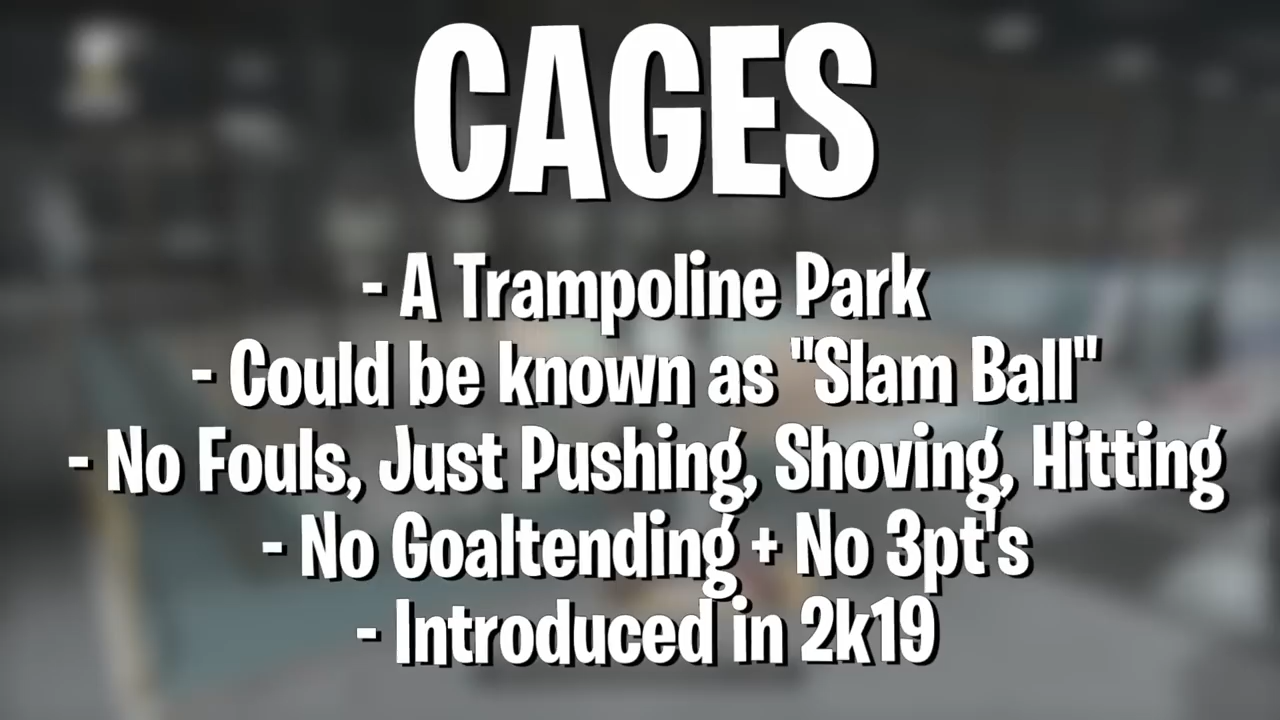 CAGES
- A Trampoline Park
- Could be known as "Slam Ball"
- No Fouls, Just Pushing, Shoving, Hitting
- No Goaltending + No 3pt's
- Introduced in 2k19